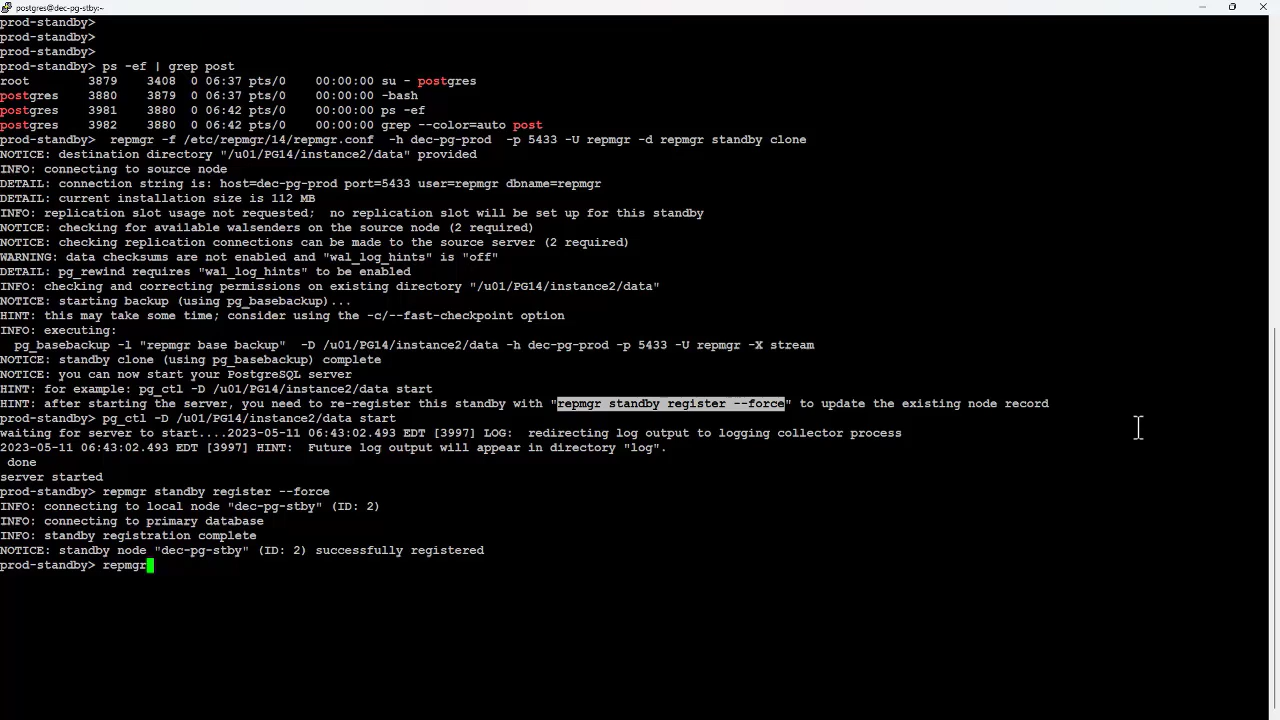 postgres@dec-pg-stby:~
prod-standby>
prod-standby>
prod-standby>
prod-standby> ps -ef | grep post
root      3879    3408  0 06:37 pts/0    00:00:00 su - postgres
postgres  3880    3879  0 06:37 pts/0    00:00:00 -bash
postgres  3981    3880  0 06:42 pts/0    00:00:00 ps -ef
postgres  3982    3880  0 06:42 pts/0    00:00:00 grep --color=auto post
prod-standby>  repmgr -f /etc/repmgr/14/repmgr.conf  -h dec-pg-prod  -p 5433 -U repmgr -d repmgr standby clone
NOTICE: destination directory "/u01/PG14/instance2/data" provided
INFO: connecting to source node
DETAIL: connection string is: host=dec-pg-prod port=5433 user=repmgr dbname=repmgr
DETAIL: current installation size is 112 MB
INFO: replication slot usage not requested;  no replication slot will be set up for this standby
NOTICE: checking for available walsenders on the source node (2 required)
NOTICE: checking replication connections can be made to the source server (2 required)
WARNING: data checksums are not enabled and "wal_log_hints" is "off"
DETAIL: pg_rewind requires "wal_log_hints" to be enabled
INFO: checking and correcting permissions on existing directory "/u01/PG14/instance2/data"
NOTICE: starting backup (using pg_basebackup)...
HINT: this may take some time; consider using the -c/--fast-checkpoint option
INFO: executing:
  pg_basebackup -l "repmgr base backup"  -D /u01/PG14/instance2/data -h dec-pg-prod -p 5433 -U repmgr -X stream
NOTICE: standby clone (using pg_basebackup) complete
NOTICE: you can now start your PostgreSQL server
HINT: for example: pg_ctl -D /u01/PG14/instance2/data start
HINT: after starting the server, you need to re-register this standby with "repmgr standby register --force" to update the existing node record
prod-standby> pg_ctl -D /u01/PG14/instance2/data start
waiting for server to start....2023-05-11 06:43:02.493 EDT [3997] LOG:  redirecting log output to logging collector process
2023-05-11 06:43:02.493 EDT [3997] HINT:  Future log output will appear in directory "log".
 done
server started
prod-standby> repmgr standby register --force
INFO: connecting to local node "dec-pg-stby" (ID: 2)
INFO: connecting to primary database
INFO: standby registration complete
NOTICE: standby node "dec-pg-stby" (ID: 2) successfully registered
prod-standby> repmgr